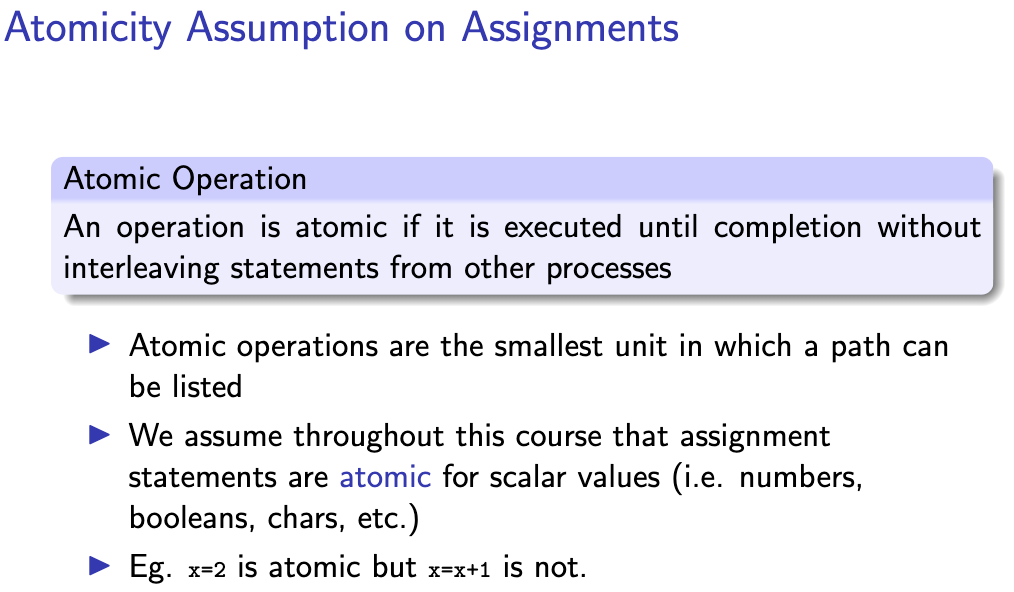 Atomicity Assumption on Assignments
Atomic Operation
An operation is atomic if it is executed until completion without
interleaving statements from other processes
▶ Atomic operations are the smallest unit in which a path can
be listed
▶ We assume throughout this course that assignment
statements are atomic for scalar values (i.e. numbers,
booleans, chars, etc.)
▶ Eg. x=2 is atomic but x=x+1 is not.